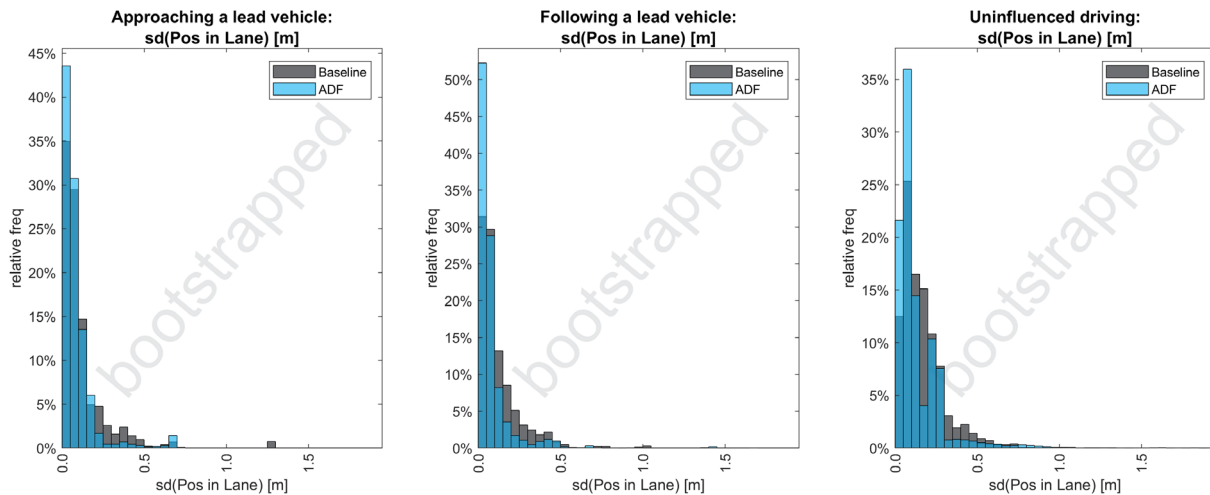 Approaching a lead vehicle:
sd(Pos in Lane) [m]
45%
40%
35%
30%
25%
20%
15%
10%
5%
0%
relative freq
Baseline
ADF
bootstrapped
0.0
0.5
1.0
1.5
sd(Pos in Lane) [m]
Following a lead vehicle:
sd(Pos in Lane) [m]
50%
45%
40%
35%
30%
25%
20%
15%
10%
5%
0%
relative freq
Baseline
ADF
bootstrapped
0.0
0.5
1.0
1.5
sd(Pos in Lane) [m]
Uninfluenced driving:
sd(Pos in Lane) [m]
35%
30%
25%
20%
15%
10%
5%
0%
relative freq
Baseline
ADF
bootstrapped
0.0
0.5
1.0
1.5
sd(Pos in Lane) [m]